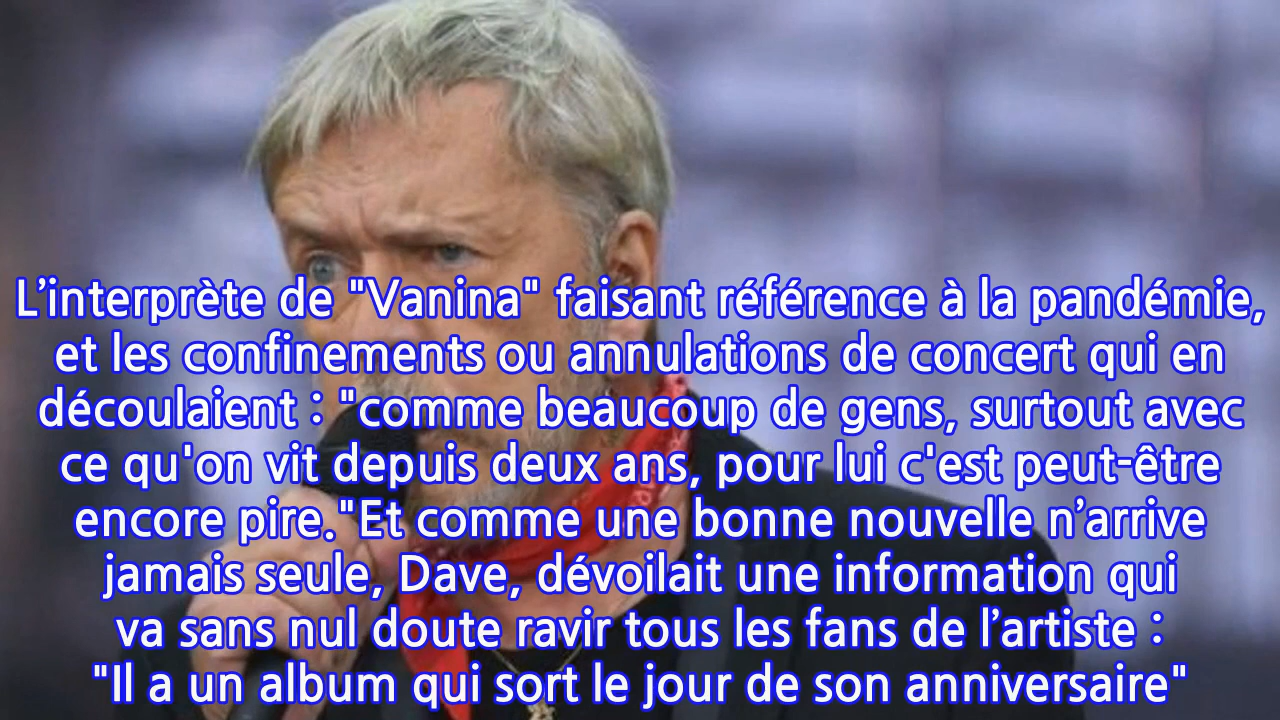 L’interprète de "Vanina" faisant référence à la pandémie,
et les confinements ou annulations de concert qui en
découlaient : "comme beaucoup de gens, surtout avec
ce qu'on vit depuis deux ans, pour lui c'est peut-être
encore pire."Et comme une bonne nouvelle n’arrive
jamais seule, Dave, dévoilait une information qui
va sans nul doute ravir tous les fans de l’artiste :
"Il a un album qui sort le jour de son anniversaire"